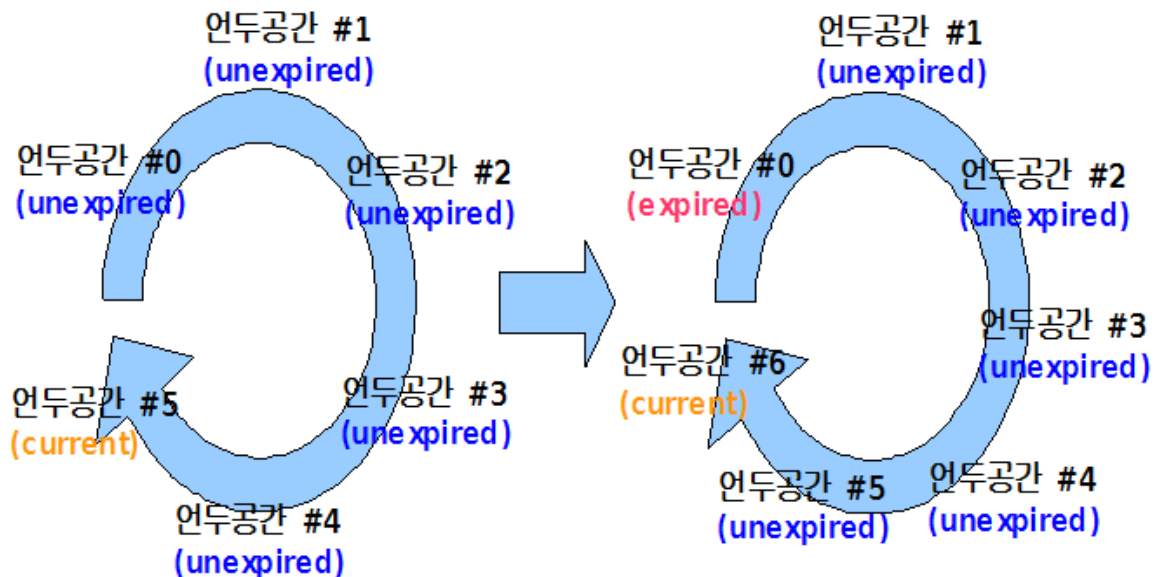 언두공간 #1
(unexpired)
언두공간 #0
(unexpired)
언두공간 #2
(unexpired)
언두공간 #5
(current)
언두공간 #3
(unexpired)
언두공간 #4
(unexpired)
언두공간 #1
(unexpired)
언두공간 #0
(expired)
언두공간 #2
(unexpired)
언두공간 #3
(unexpired)
언두공간 #6
(current)
언두공간 #5
(unexpired)
언두공간 #4
(unexpired)